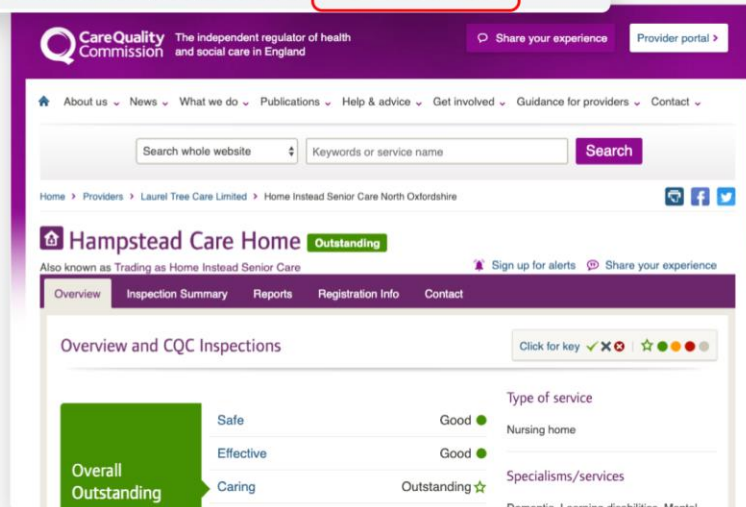 CareQuality Commission
The independent regulator of health and social care in England
Share your experience
Provider portal >
About us
News
What we do
Publications
Help & advice
Get involved
Guidance for providers
Contact
Search whole website
Keywords or service name
Search
Home > Providers > Laurel Tree Care Limited > Home Instead Senior Care North Oxfordshire
Hampstead Care Home Outstanding
Also known as Trading as Home Instead Senior Care
Sign up for alerts
Share your experience
Overview
Inspection Summary
Reports
Registration Info
Contact
Overview and CQC Inspections
Click for key
Overall Outstanding
Safe Good
Effective Good
Caring Outstanding
Type of service
Nursing home
Specialisms/services
Dementia, Learning disabilities, Mental